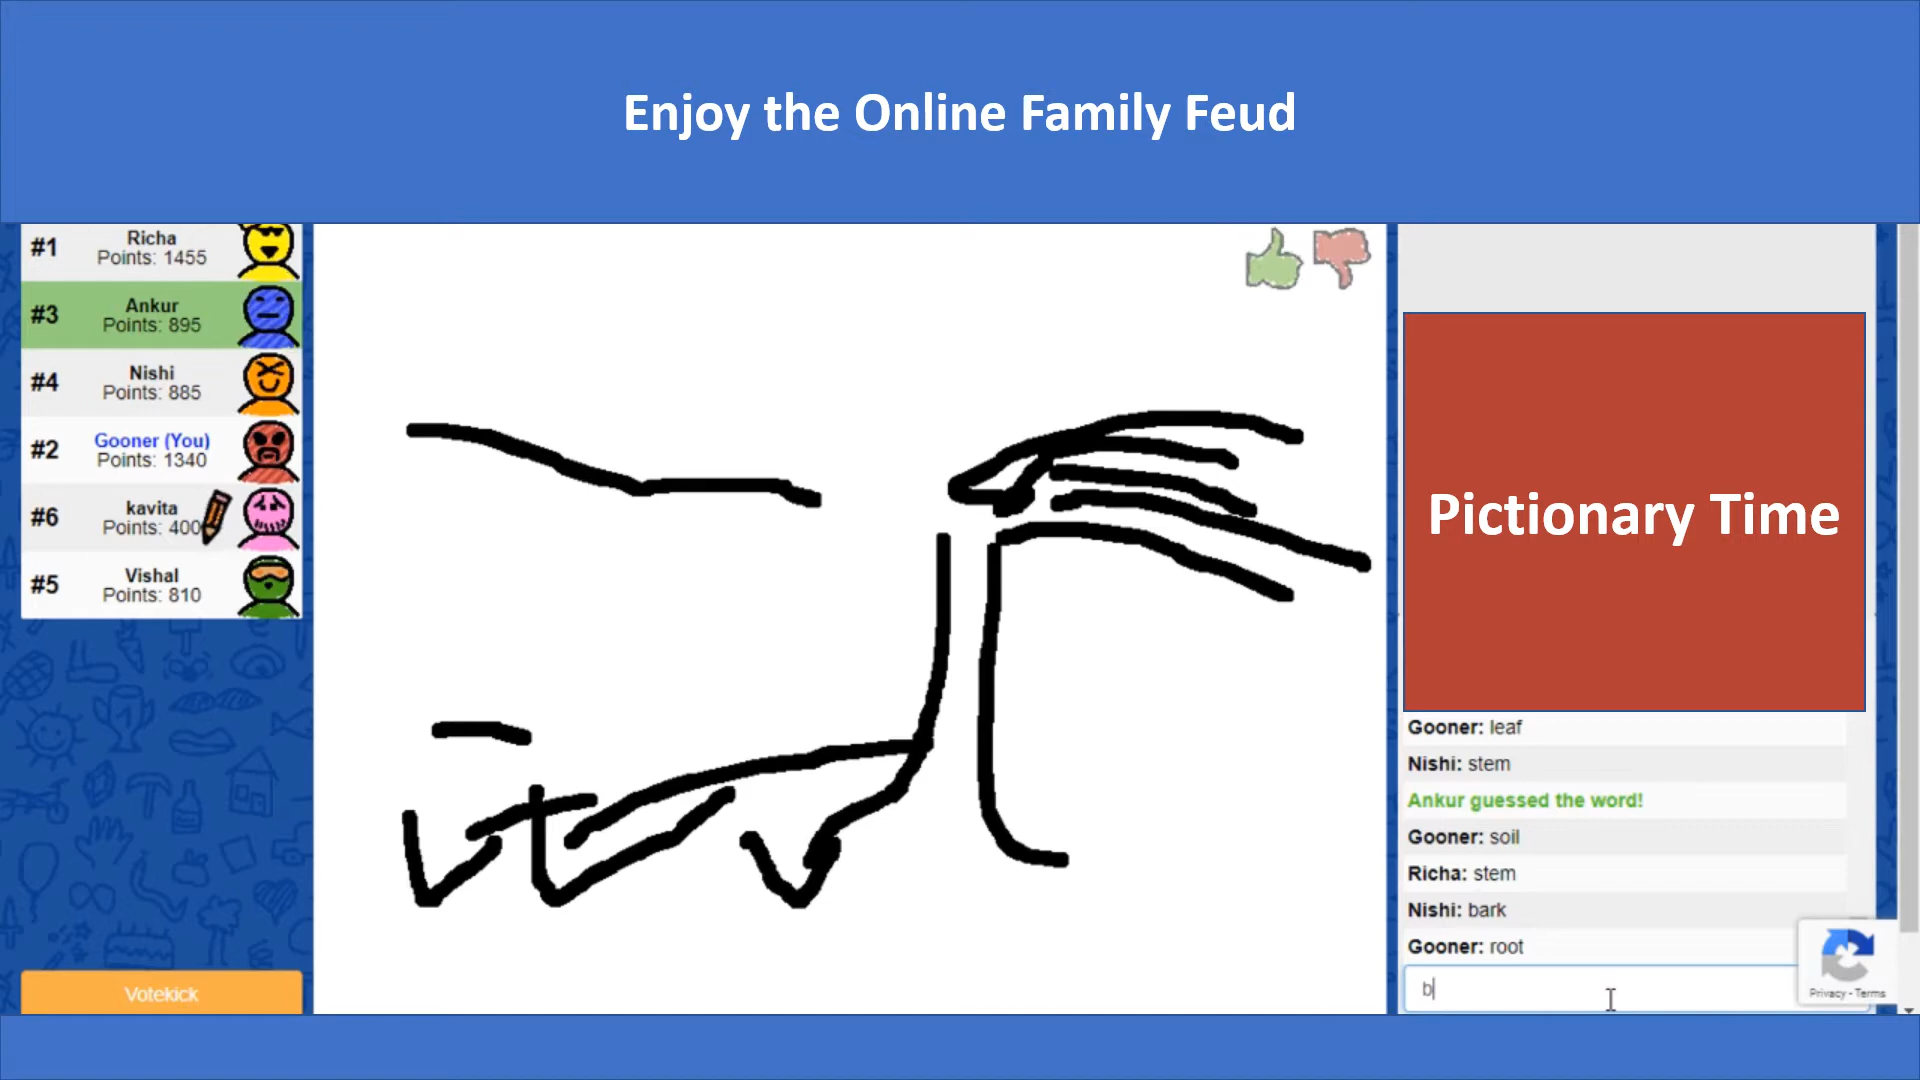 Enjoy the Online Family Feud
#1
Richa
Points: 1455
#3
Ankur
Points: 895
#4
Nishi
Points: 885
#2
Gooner (You)
Points: 1340
#6
kavita
Points: 400
#5
Vishal
Points: 810
Votekick
Pictionary Time
Gooner: leaf
Nishi: stem
Ankur guessed the word!
Gooner: soil
Richa: stem
Nishi: bark
Gooner: root
b
Privacy - Terms